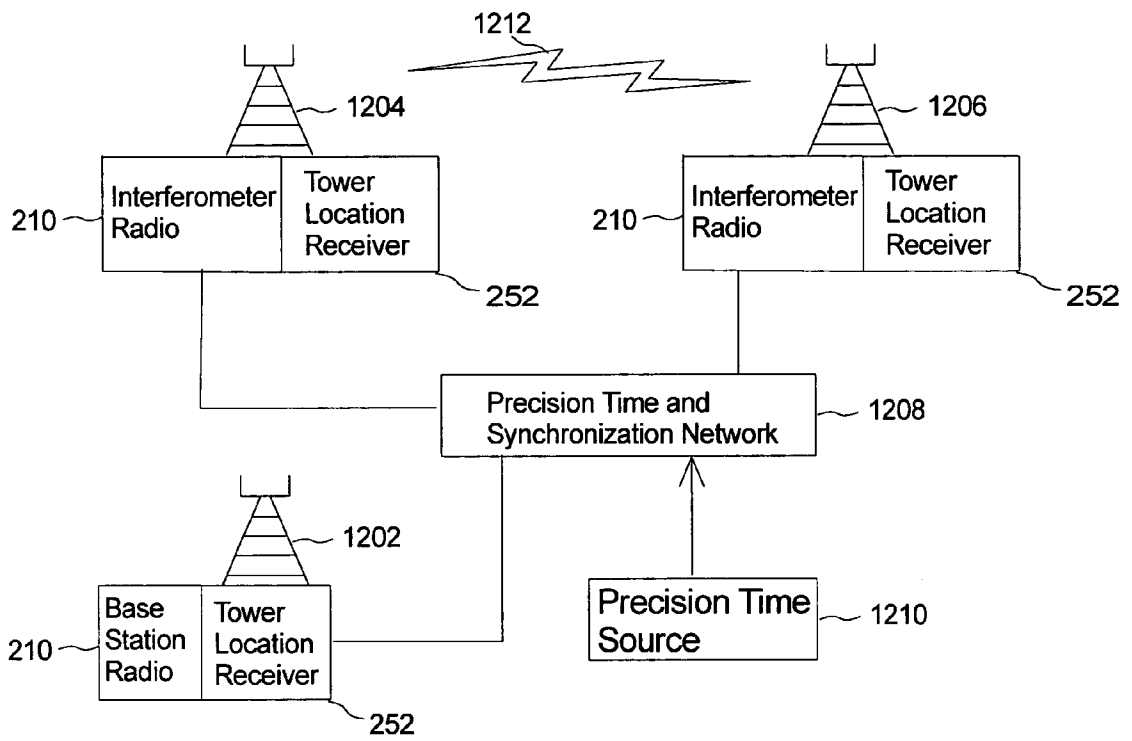 1212
1204
1206
Interferometer
Radio
Tower
Location
Receiver
210
252
Interferometer
Radio
Tower
Location
Receiver
210
252
Precision Time and
Synchronization Network
1208
1202
Base
Station
Radio
Tower
Location
Receiver
210
252
Precision Time
Source
1210